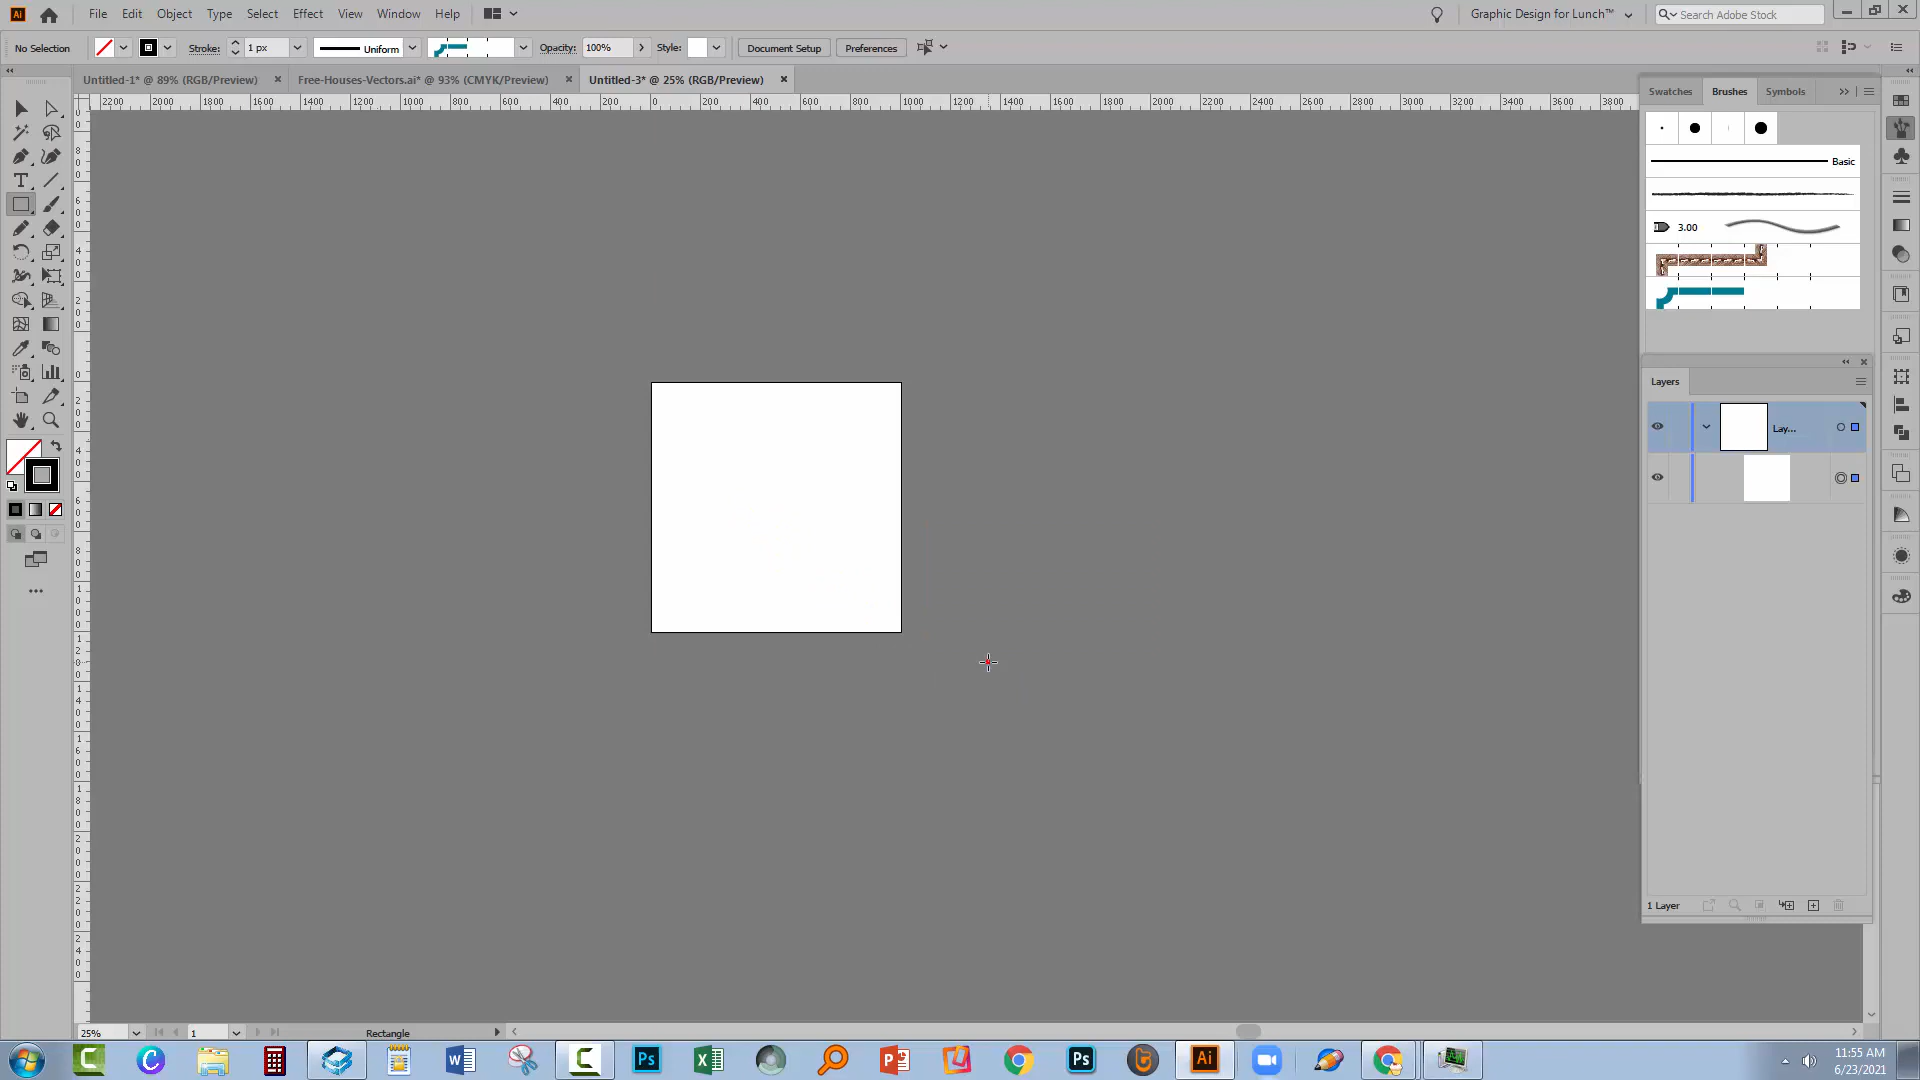 Ai File Edit Object Type Select Effect View Window Help Graphic Design for Lunch™ Search Adobe Stock
No Selection Stroke: 1 px Uniform Opacity: 100% Style: Document Setup Preferences
Untitled-1* @ 89% (RGB/Preview) Free-Houses-Vectors.ai* @ 93% (CMYK/Preview) Untitled-3* @ 25% (RGB/Preview)
2200 2000 1800 1600 1400 1200 1000 800 600 400 200 0 200 400 600 800 1000 1200 1400 1600 1800 2000 2200 2400 2600 2800 3000 3200 3400 3600 3800
Swatches Brushes Symbols
Basic
3.00
Layers
Lay...
1 Layer
25% 1 Rectangle
C C W Ps X P Ps Ai
11:55 AM
6/23/2021